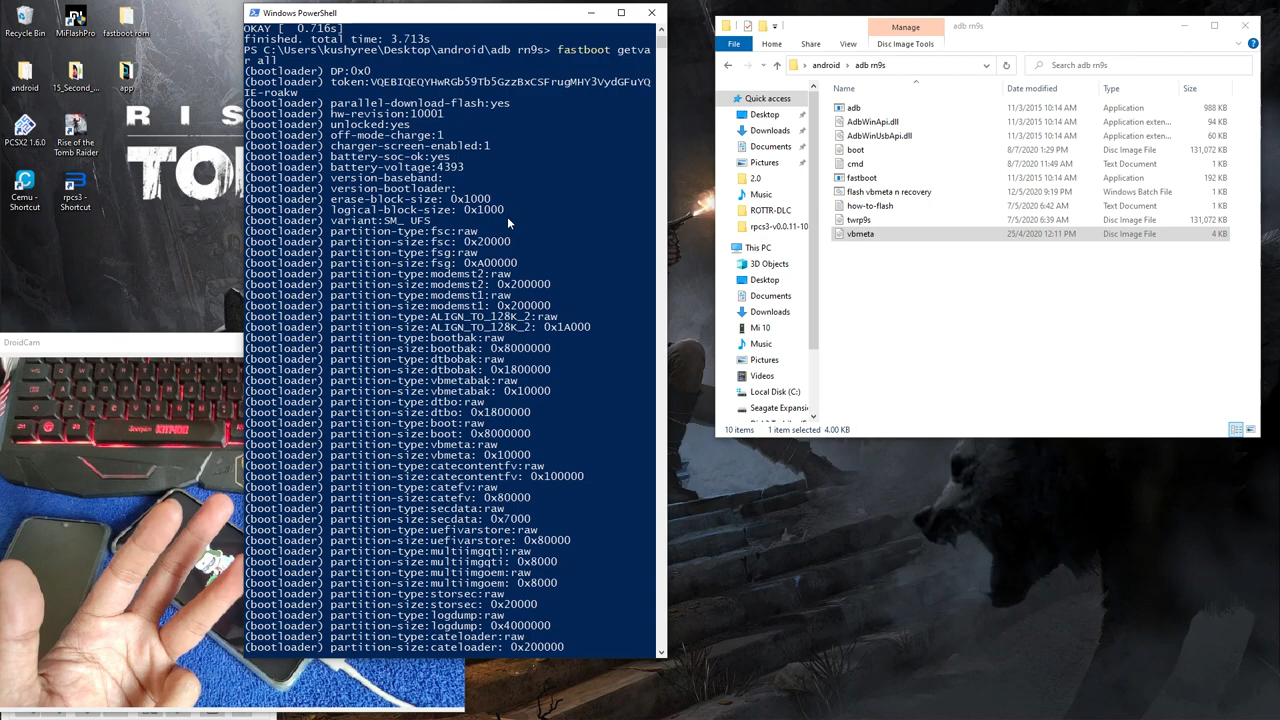 Recycle Bin
MiFlashPro
fastboot rom
android
15_Second_...
app
PCSX2 1.6.0
Rise of the
Tomb Raider
Cemu -
Shortcut
rpcs3 -
Shortcut
RIS
TO
DroidCam
Windows PowerShell
OKAY [  0.716s]
finished. total time: 3.713s
PS C:\Users\kushyree\Desktop\android\adb rn9s> fastboot getva
r all
(bootloader) DP:0x0
(bootloader) token:VQEBIQEQYHwRGb59Tb5GzzBxCSFrugMHY3VydGFuYQ
IE-roakw
(bootloader) parallel-download-flash:yes
(bootloader) hw-revision:10001
(bootloader) unlocked:yes
(bootloader) off-mode-charge:1
(bootloader) charger-screen-enabled:1
(bootloader) battery-soc-ok:yes
(bootloader) battery-voltage:4393
(bootloader) version-baseband:
(bootloader) version-bootloader:
(bootloader) erase-block-size: 0x1000
(bootloader) logical-block-size: 0x1000
(bootloader) variant:SM_ UFS
(bootloader) partition-type:fsc:raw
(bootloader) partition-size:fsc: 0x20000
(bootloader) partition-type:fsg:raw
(bootloader) partition-size:fsg: 0xA00000
(bootloader) partition-type:modemst2:raw
(bootloader) partition-size:modemst2: 0x200000
(bootloader) partition-type:modemst1:raw
(bootloader) partition-size:modemst1: 0x200000
(bootloader) partition-type:ALIGN_TO_128K_2:raw
(bootloader) partition-size:ALIGN_TO_128K_2: 0x1A000
(bootloader) partition-type:bootbak:raw
(bootloader) partition-size:bootbak: 0x8000000
(bootloader) partition-type:dtbobak:raw
(bootloader) partition-size:dtbobak: 0x1800000
(bootloader) partition-type:vbmetabak:raw
(bootloader) partition-size:vbmetabak: 0x10000
(bootloader) partition-type:dtbo:raw
(bootloader) partition-size:dtbo: 0x1800000
(bootloader) partition-type:boot:raw
(bootloader) partition-size:boot: 0x8000000
(bootloader) partition-type:vbmeta:raw
(bootloader) partition-size:vbmeta: 0x10000
(bootloader) partition-type:catecontentfv:raw
(bootloader) partition-size:catecontentfv: 0x100000
(bootloader) partition-type:catefv:raw
(bootloader) partition-size:catefv: 0x80000
(bootloader) partition-type:secdata:raw
(bootloader) partition-size:secdata: 0x7000
(bootloader) partition-type:uefivarstore:raw
(bootloader) partition-size:uefivarstore: 0x80000
(bootloader) partition-type:multiimgqti:raw
(bootloader) partition-size:multiimgqti: 0x8000
(bootloader) partition-type:multiimgoem:raw
(bootloader) partition-size:multiimgoem: 0x8000
(bootloader) partition-type:storsec:raw
(bootloader) partition-size:storsec: 0x20000
(bootloader) partition-type:logdump:raw
(bootloader) partition-size:logdump: 0x4000000
(bootloader) partition-type:cateloader:raw
(bootloader) partition-size:cateloader: 0x200000
Manage
adb rn9s
File Home Share View Disc Image Tools
android > adb rn9s
Search adb rn9s
Quick access
Desktop
Downloads
Documents
Pictures
2.0
Music
ROTTR-DLC
rpcs3-v0.0.11-10
This PC
3D Objects
Desktop
Documents
Downloads
Mi 10
Music
Pictures
Videos
Local Disk (C:)
Seagate Expansi
Name Date modified Type Size
adb 11/3/2015 10:14 AM Application 988 KB
AdbWinApi.dll 11/3/2015 10:14 AM Application exten... 94 KB
AdbWinUsbApi.dll 11/3/2015 10:14 AM Application exten... 60 KB
boot 8/7/2020 1:29 PM Disc Image File 131,072 KB
cmd 8/7/2020 11:49 AM Text Document 1 KB
fastboot 11/3/2015 10:14 AM Application 192 KB
flash vbmeta n recovery 12/5/2020 9:19 PM Windows Batch File 1 KB
how-to-flash 7/5/2020 6:42 AM Text Document 1 KB
twrp9s 7/5/2020 6:39 AM Disc Image File 131,072 KB
vbmeta 25/4/2020 12:11 PM Disc Image File 4 KB
10 items 1 item selected 4.00 KB